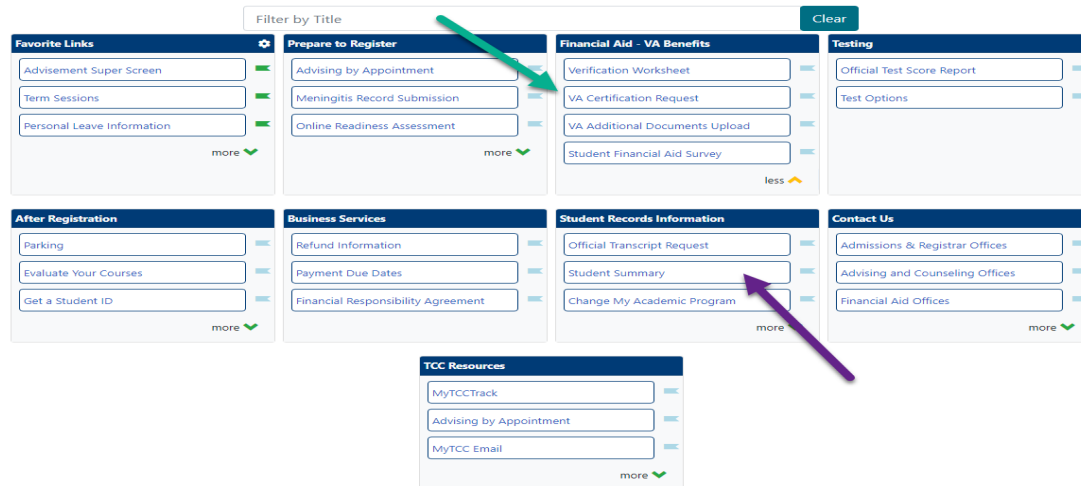 Filter by Title
Clear
Favorite Links
Advisement Super Screen
Term Sessions
Personal Leave Information
more
Prepare to Register
Advising by Appointment
Meningitis Record Submission
Online Readiness Assessment
more
Financial Aid - VA Benefits
Verification Worksheet
VA Certification Request
VA Additional Documents Upload
Student Financial Aid Survey
less
Testing
Official Test Score Report
Test Options
After Registration
Parking
Evaluate Your Courses
Get a Student ID
more
Business Services
Refund Information
Payment Due Dates
Financial Responsibility Agreement
Student Records Information
Official Transcript Request
Student Summary
Change My Academic Program
more
Contact Us
Admissions & Registrar Offices
Advising and Counseling Offices
Financial Aid Offices
more
TCC Resources
MyTCCTrack
Advising by Appointment
MyTCC Email
more